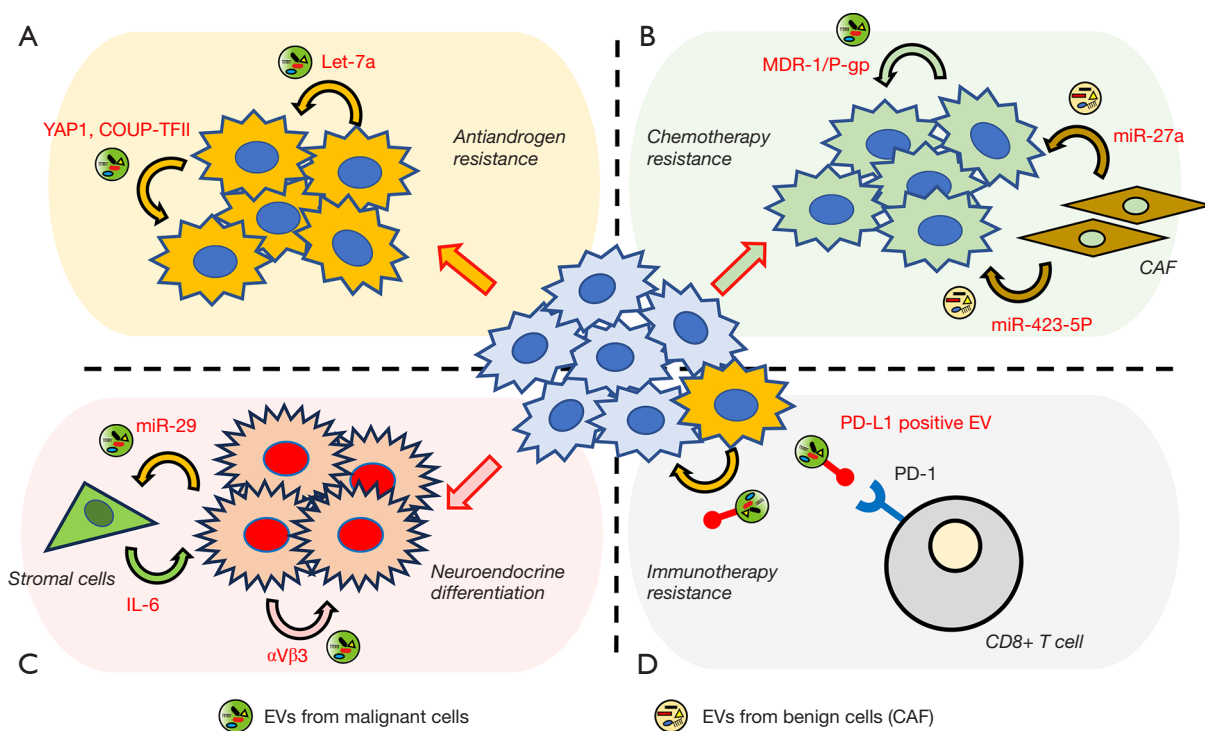 A
Let-7a
YAP1, COUP-TFII
Antiandrogen
resistance
B
MDR-1/P-gp
Chemotherapy
resistance
miR-27a
CAF
miR-423-5P
miR-29
Stromal cells
IL-6
Neuroendocrine
differentiation
αVβ3
C
PD-L1 positive EV
PD-1
Immunotherapy
resistance
CD8+ T cell
D
EVs from malignant cells
EVs from benign cells (CAF)